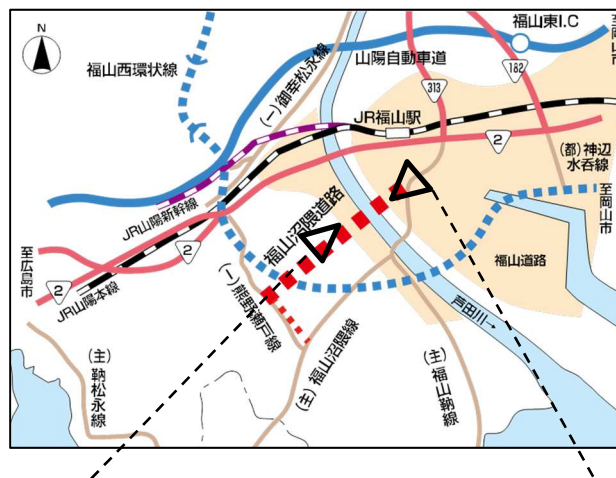 N
福山西環状線
(一)御幸松永線
山陽自動車道
福山東I.C
至岡山市
313
182
JR福山駅
2
(都)神辺
水呑線
至岡山市
JR山陽新幹線
福山沼隈道路
至広島市
2
2
JR山陽本線
(一)熊野瀬戸線
福山道路
芦田川→
(主)鞆松永線
(主)福山沼隈線
(主)福山鞆線